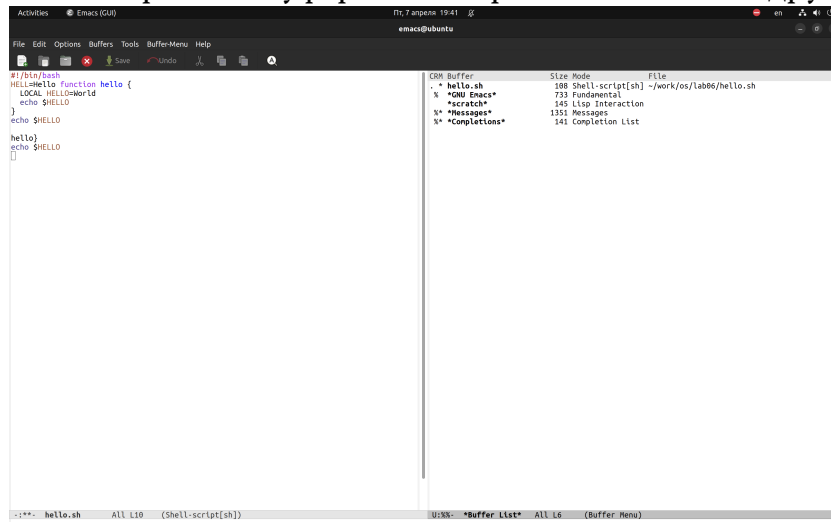 Activities Emacs (GUI) Пт, 7 апреля 19:41 en
emacs@ubuntu
File Edit Options Buffers Tools Buffer-Menu Help
Save Undo
#!/bin/bash
HELL=Hello function hello {
  LOCAL HELLO=World
  echo $HELLO
}
echo $HELLO

hello}
echo $HELLO
-:**- hello.sh All L10 (Shell-script[sh])
CRM Buffer Size Mode File
. * hello.sh 108 Shell-script[sh] ~/work/os/lab06/hello.sh
% *GNU Emacs* 733 Fundamental
*scratch* 145 Lisp Interaction
%* *Messages* 1351 Messages
%* *Completions* 141 Completion List
U:%%- *Buffer List* All L6 (Buffer Menu)